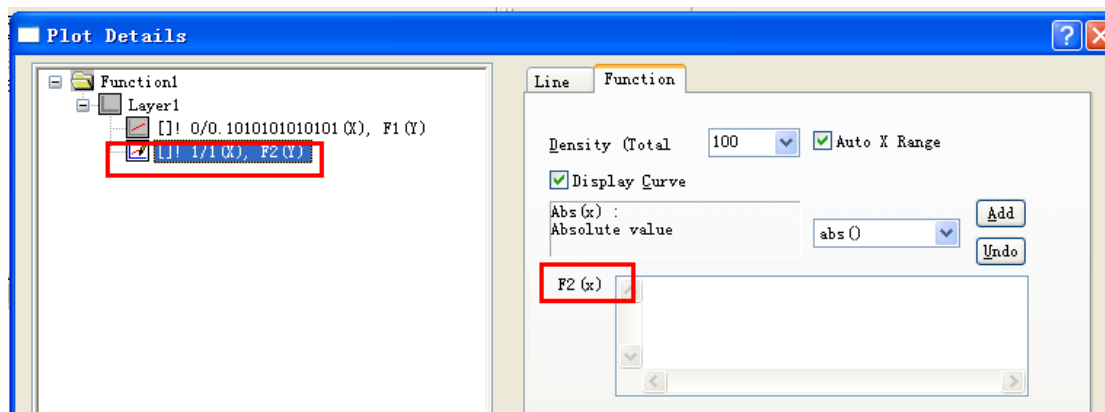 Plot Details
Function1
Layer1
[]! 0/0.1010101010101(X), F1(Y)
[]! 1/1(X), F2(Y)
Line
Function
Density (Total
100
Auto X Range
Display Curve
Abs(x) :
Absolute value
abs()
Add
Undo
F2(x)